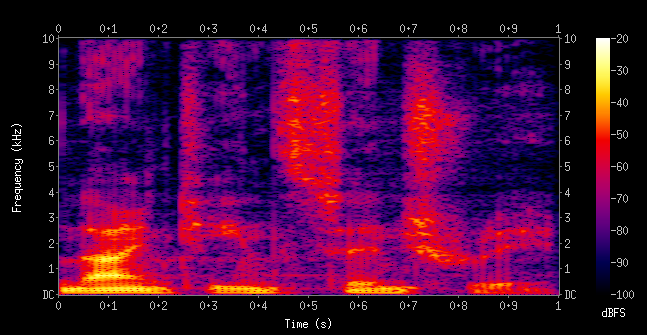 0 0·1 0·2 0·3 0·4 0·5 0·6 0·7 0·8 0·9 1
10 10 -20
9 9 -30
8 8 -40
7 7 -50
6 6 -60
5 5 -70
4 4 -80
3 3 -90
2 2 -100
1 1
DC DC
Frequency (kHz)
0 0·1 0·2 0·3 0·4 0·5 0·6 0·7 0·8 0·9 1
Time (s)
dBFS